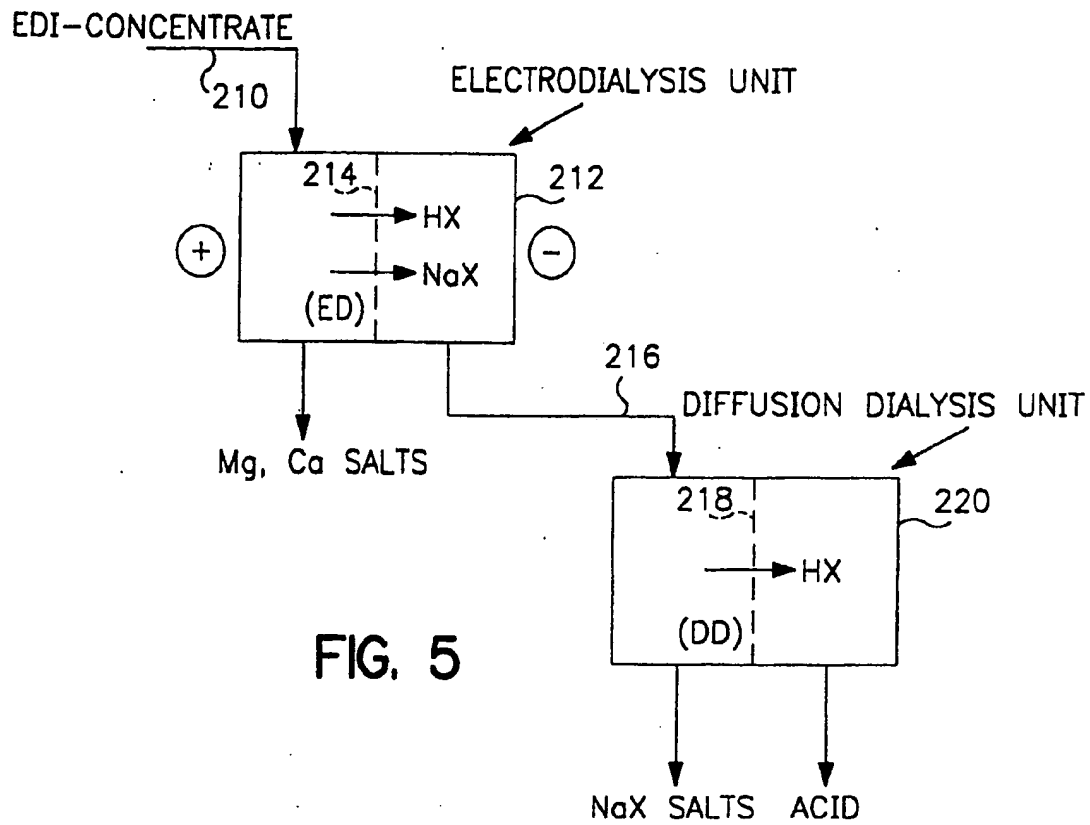 EDI-CONCENTRATE
210
ELECTRODIALYSIS UNIT
214
212
HX
+
-
NaX
(ED)
216
DIFFUSION DIALYSIS UNIT
Mg, Ca SALTS
218
220
HX
(DD)
FIG. 5
NaX SALTS ACID